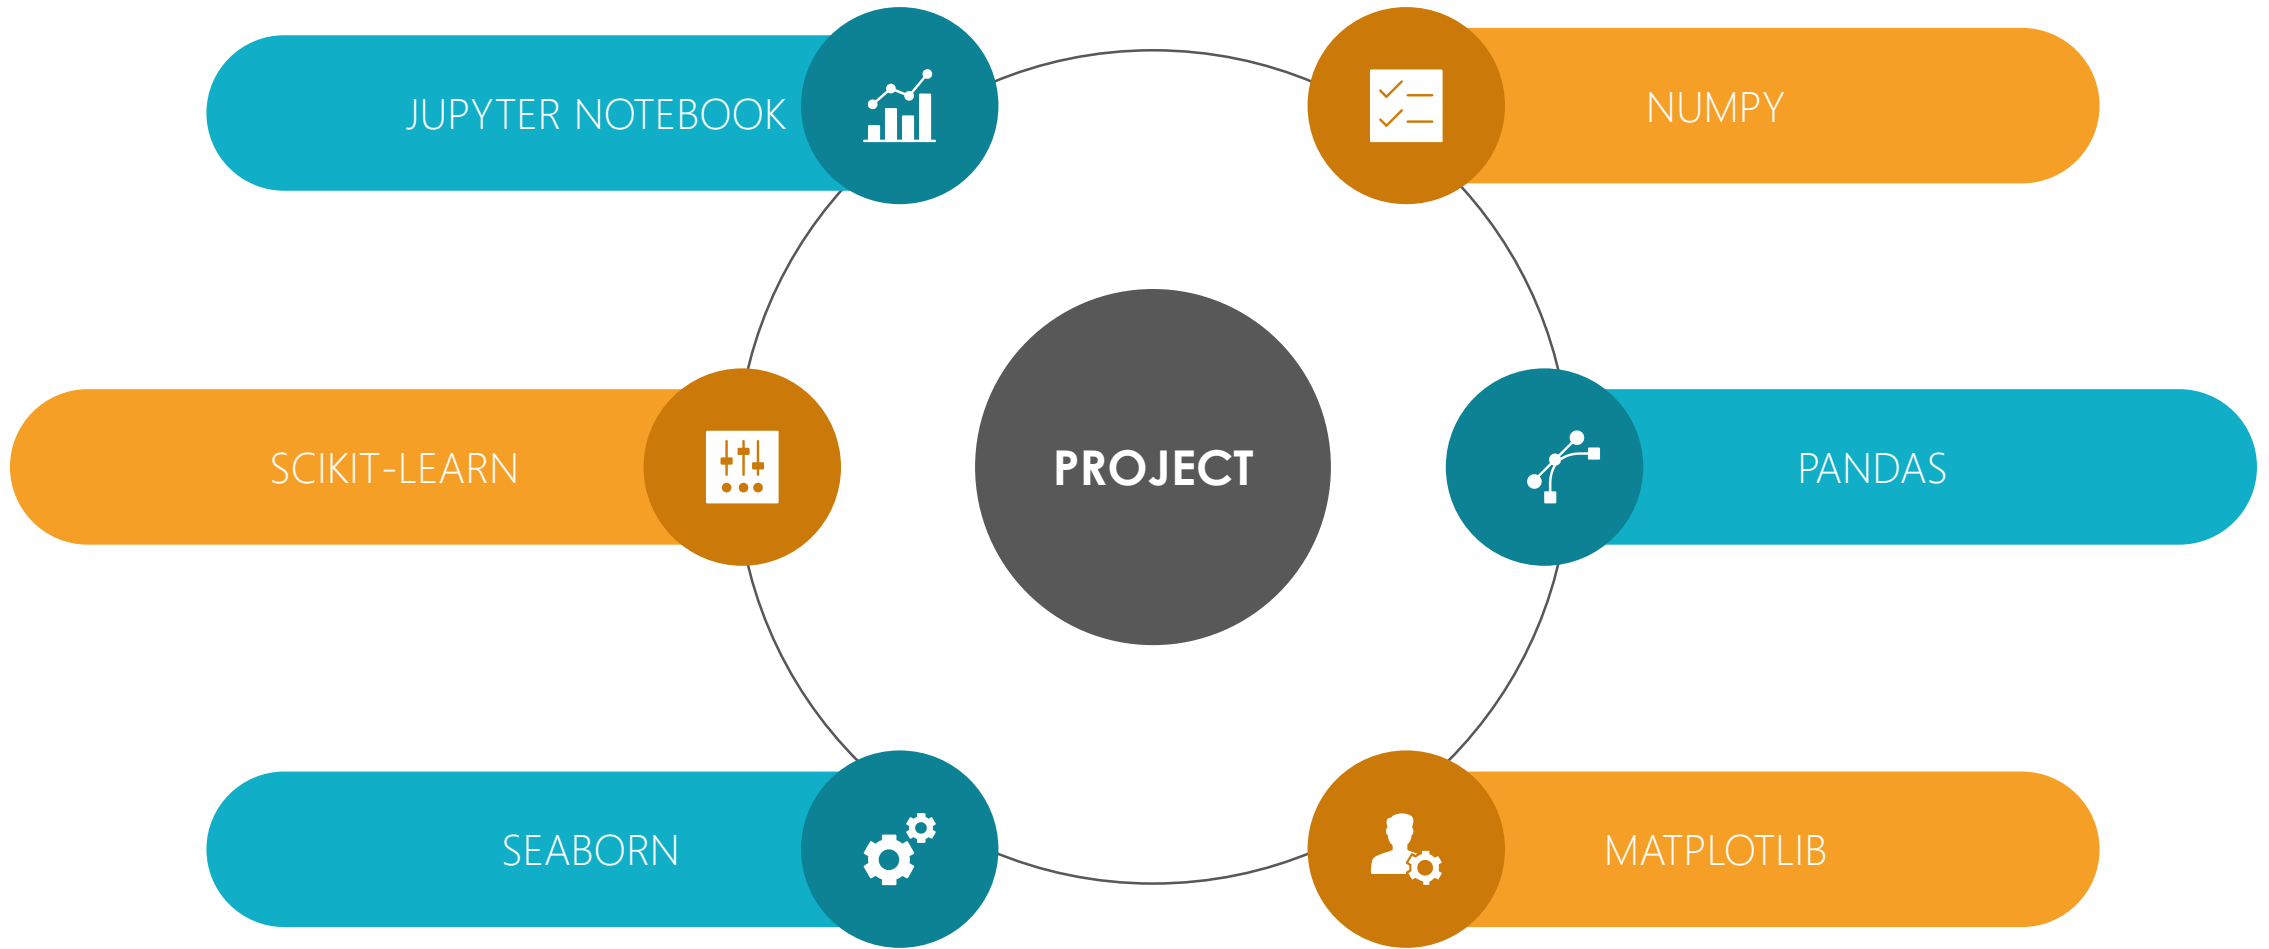 JUPYTER NOTEBOOK
NUMPY
SCIKIT-LEARN
PROJECT
PANDAS
SEABORN
MATPLOTLIB